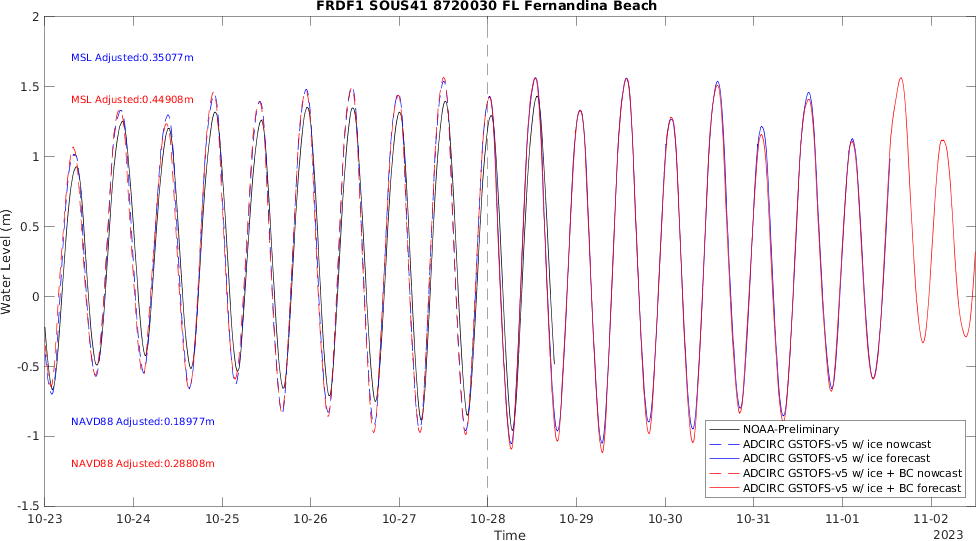 FRDF1 SOUS41 8720030 FL Fernandina Beach
2
1.5
1
0.5
0
-0.5
-1
-1.5
Water Level (m)
MSL Adjusted:0.35077m
MSL Adjusted:0.44908m
NAVD88 Adjusted:0.18977m
NAVD88 Adjusted:0.28808m
NOAA-Preliminary
ADCIRC GSTOFS-v5 w/ ice nowcast
ADCIRC GSTOFS-v5 w/ ice forecast
ADCIRC GSTOFS-v5 w/ ice + BC nowcast
ADCIRC GSTOFS-v5 w/ ice + BC forecast
10-23 10-24 10-25 10-26 10-27 10-28 10-29 10-30 10-31 11-01 11-02
Time
2023